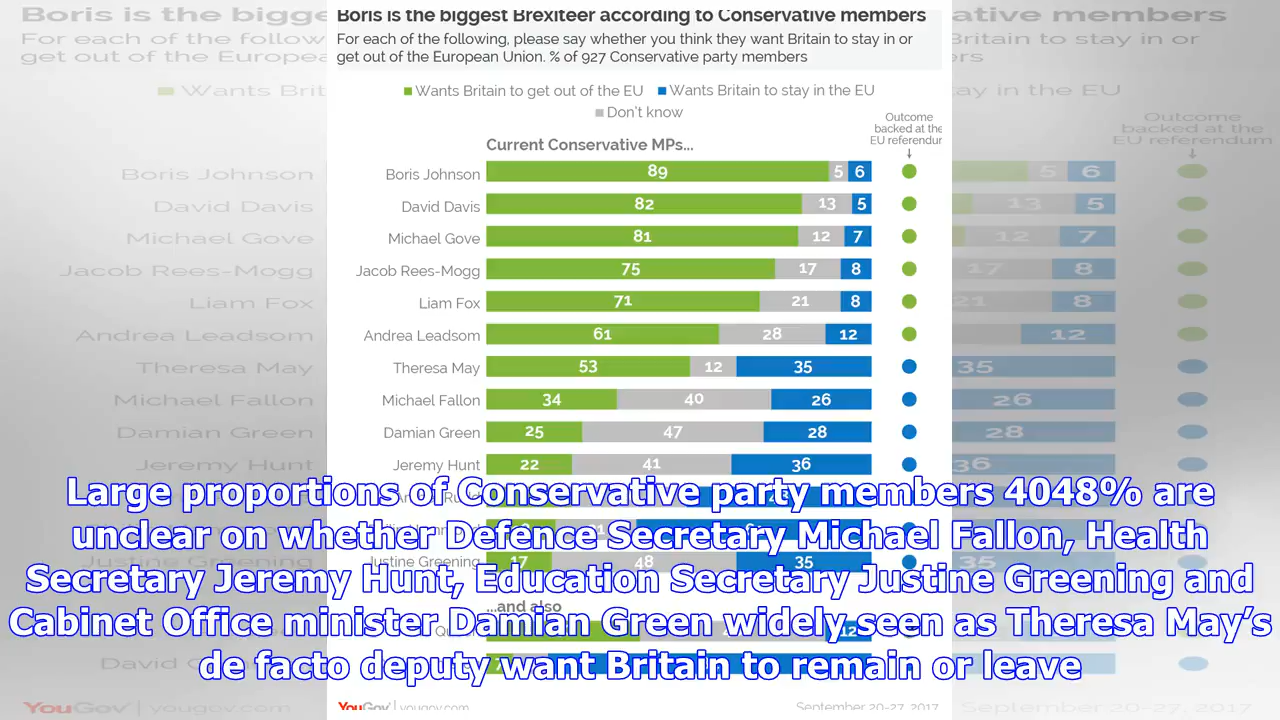 Boris is the biggest Brexiteer according to Conservative members
For each of the following, please say whether you think they want Britain to stay in or
get out of the European Union. % of 927 Conservative party members
Wants Britain to get out of the EU Wants Britain to stay in the EU
Don't know
Outcome
backed at the
EU referendum
Current Conservative MPs...
Boris Johnson 89 5 6
David Davis 82 13 5
Michael Gove 81 12 7
Jacob Rees-Mogg 75 17 8
Liam Fox 71 21 8
Andrea Leadsom 61 28 12
Theresa May 53 12 35
Michael Fallon 34 40 26
Damian Green 25 47 28
Jeremy Hunt 22 41 36
Justine Greening 17 48 35
...and also
12
David
7
Large proportions of Conservative party members 4048% are
unclear on whether Defence Secretary Michael Fallon, Health
Secretary Jeremy Hunt, Education Secretary Justine Greening and
Cabinet Office minister Damian Green widely seen as Theresa May’s
de facto deputy want Britain to remain or leave
YouGov | yougov.com September 20-27, 2017